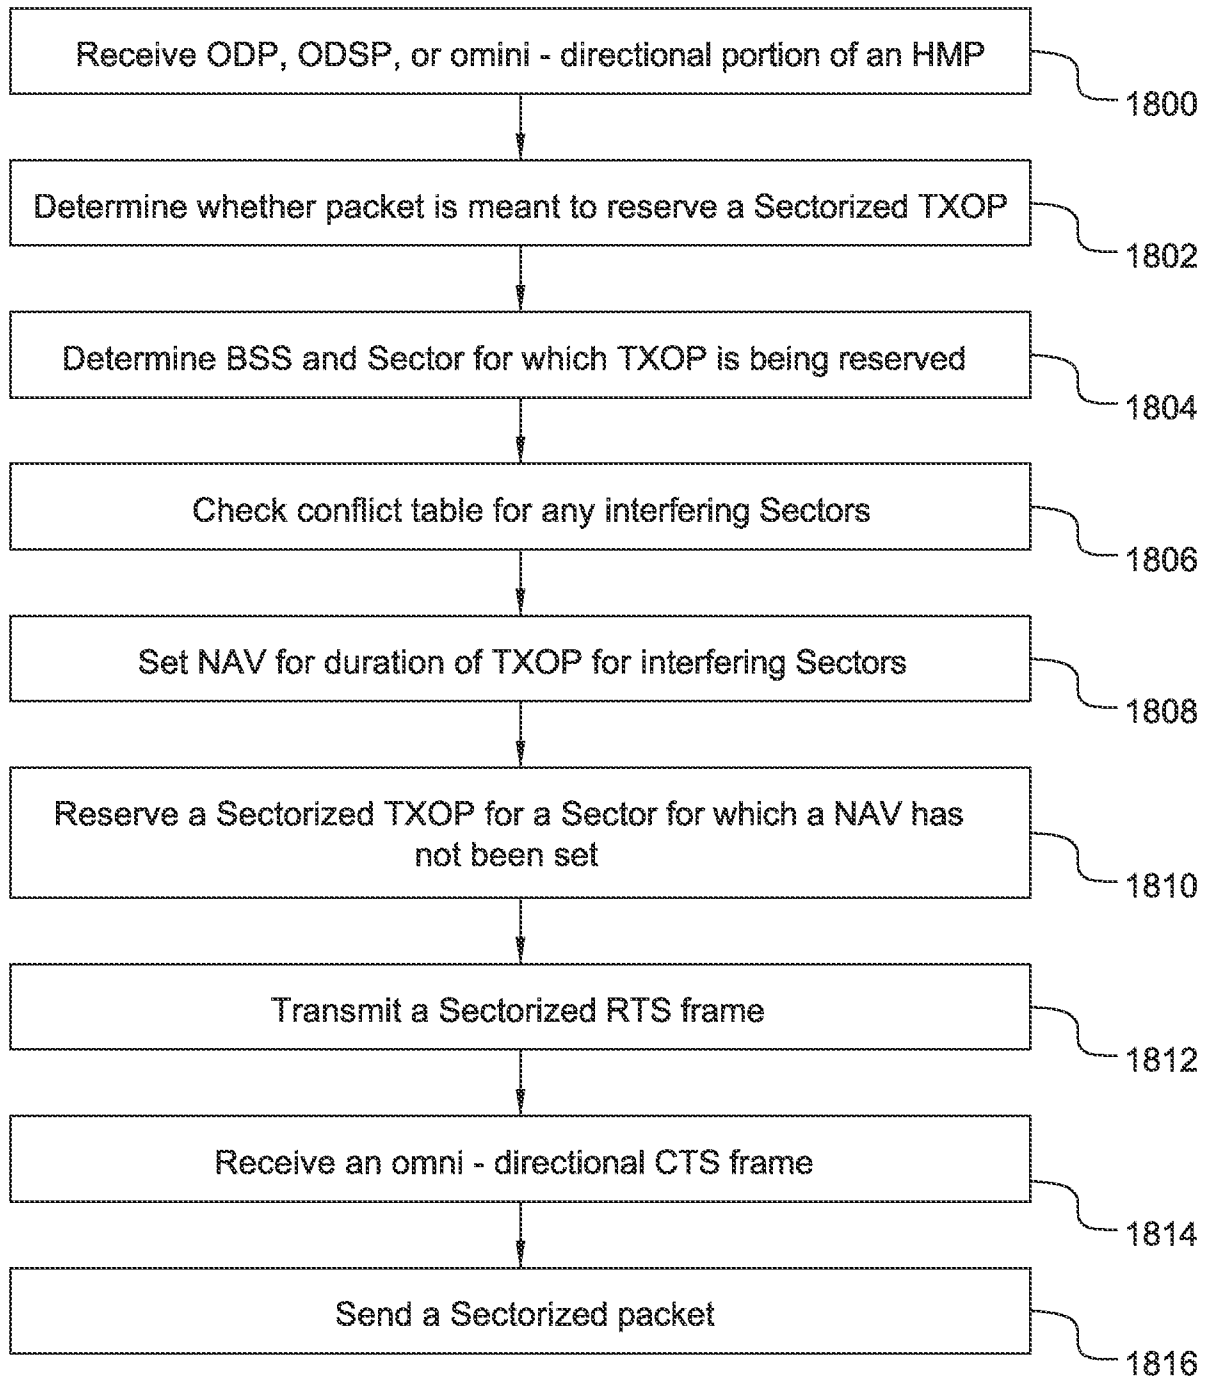 Receive ODP, ODSP, or omini - directional portion of an HMP
1800
Determine whether packet is meant to reserve a Sectorized TXOP
1802
Determine BSS and Sector for which TXOP is being reserved
1804
Check conflict table for any interfering Sectors
1806
Set NAV for duration of TXOP for interfering Sectors
1808
Reserve a Sectorized TXOP for a Sector for which a NAV has
not been set
1810
Transmit a Sectorized RTS frame
1812
Receive an omni - directional CTS frame
1814
Send a Sectorized packet
1816